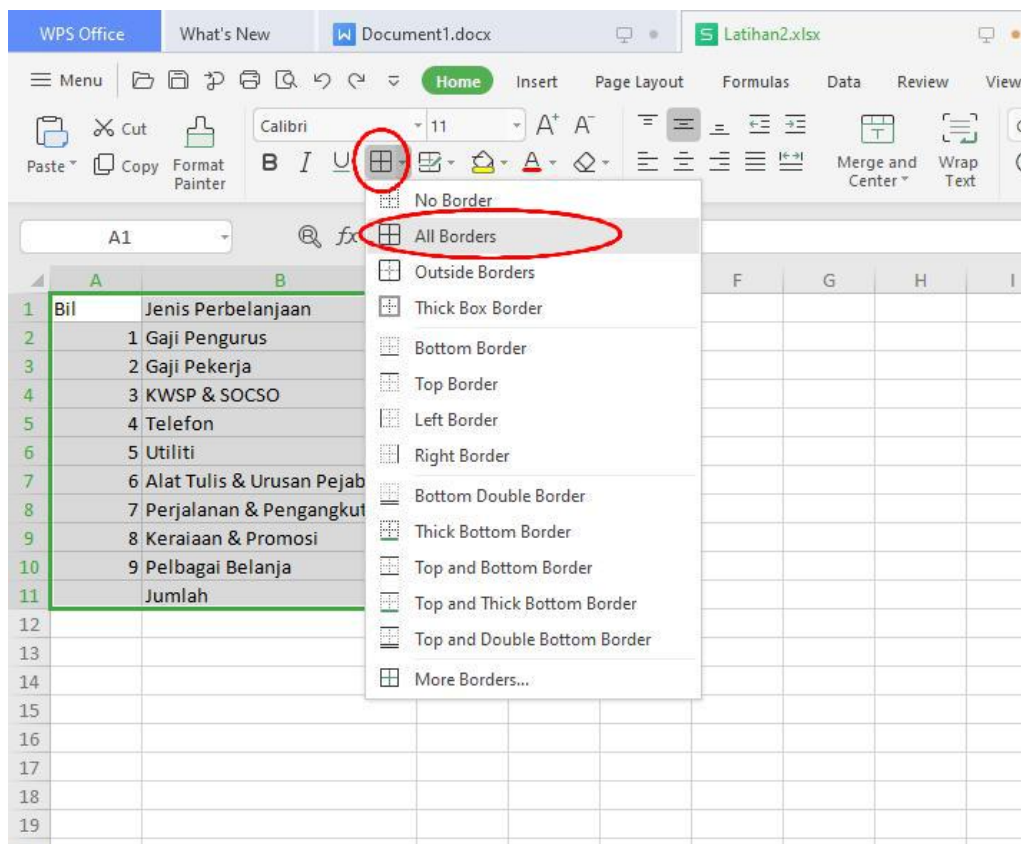 WPS Office What's New Document1.docx Latihan2.xlsx
Menu Home Insert Page Layout Formulas Data Review View
Cut Calibri 11 A+ A-
Paste Copy Format Painter B I U A Merge and Center Wrap Text
No Border
A1 fx All Borders
Outside Borders
A B F G H I
1 Bil Jenis Perbelanjaan Thick Box Border
2 1 Gaji Pengurus Bottom Border
3 2 Gaji Pekerja Top Border
4 3 KWSP & SOCSO Left Border
5 4 Telefon
6 5 Utiliti Right Border
7 6 Alat Tulis & Urusan Pejab Bottom Double Border
8 7 Perjalanan & Pengangkut
9 8 Keraiaan & Promosi Thick Bottom Border
10 9 Pelbagai Belanja Top and Bottom Border
11 Jumlah Top and Thick Bottom Border
12 Top and Double Bottom Border
13
14 More Borders...
15
16
17
18
19